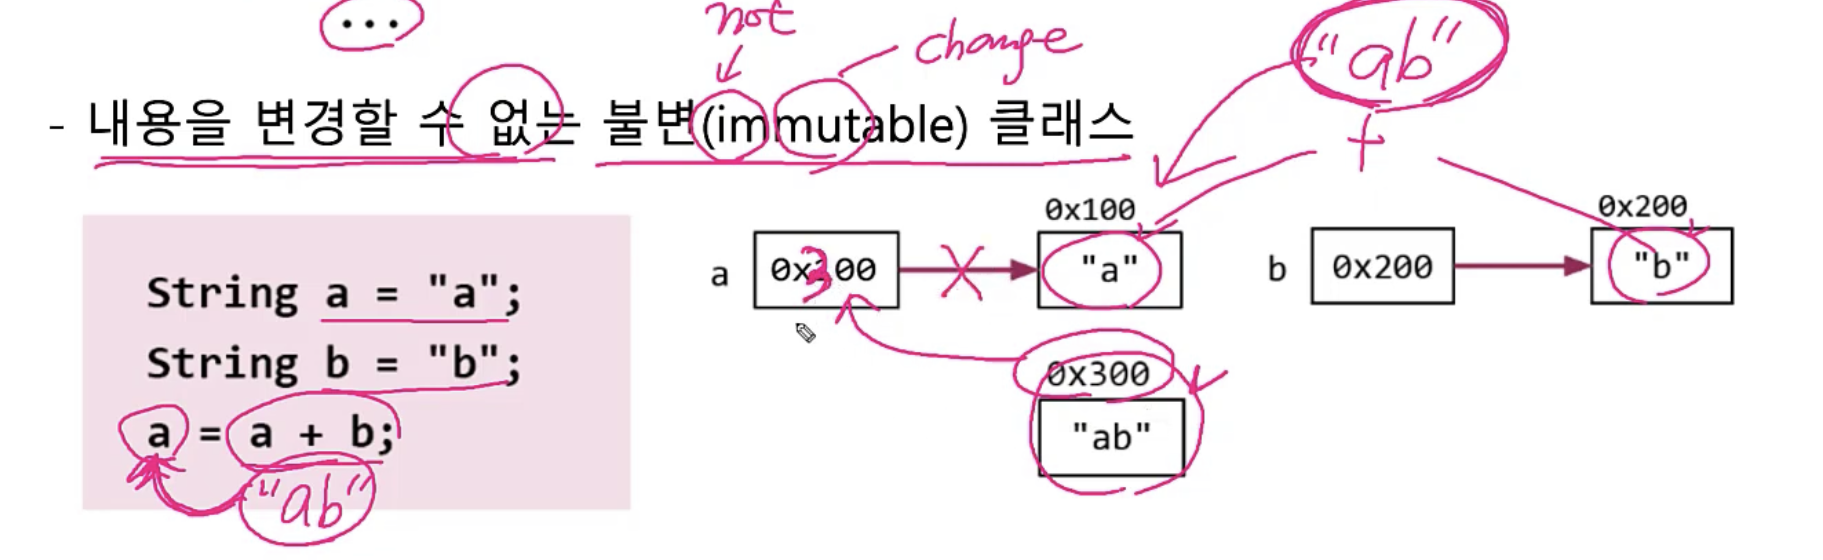 ...
not
change
"ab"
- 내용을 변경할 수 없는 불변(immutable) 클래스
+
0x100
0x200
String a = "a";
String b = "b";
a = a + b;
"ab"
a
0x300
"a"
b
0x200
"b"
0x300
"ab"